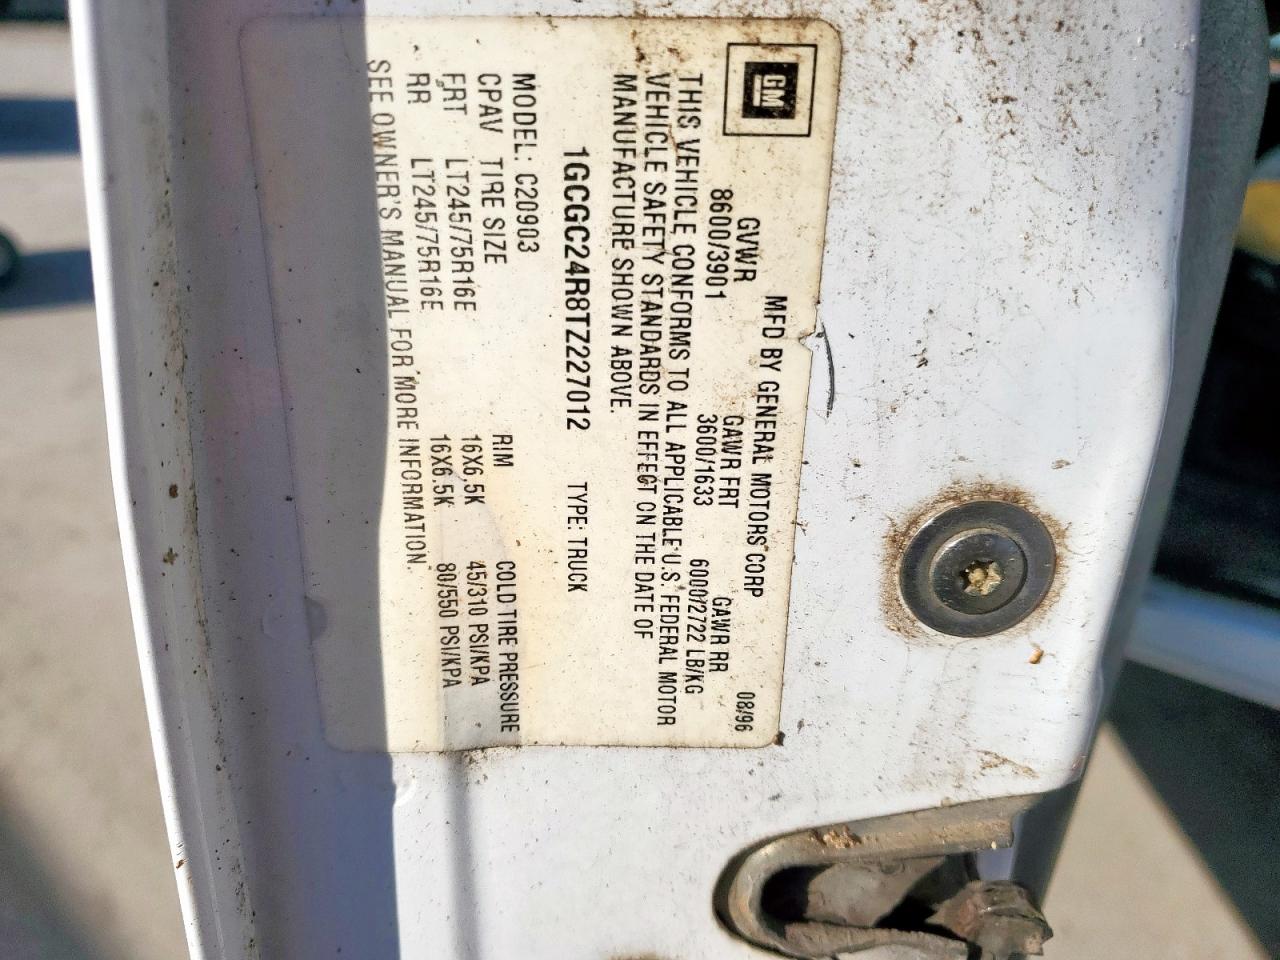 GM
MFD BY GENERAL MOTORS CORP 08/96
GVWR GAWR FRT GAWR RR
8600/3901 3600/1633 6000/2722 LB/KG
THIS VEHICLE CONFORMS TO ALL APPLICABLE U.S. FEDERAL MOTOR
VEHICLE SAFETY STANDARDS IN EFFECT ON THE DATE OF
MANUFACTURE SHOWN ABOVE.
1GCGC24R8TZ227012 TYPE: TRUCK
MODEL: C20903
CPAV TIRE SIZE RIM COLD TIRE PRESSURE
FRT LT245/75R16E 16X6.5K 45/310 PSI/KPA
RR LT245/75R16E 16X6.5K 80/550 PSI/KPA
SEE OWNER'S MANUAL FOR MORE INFORMATION.